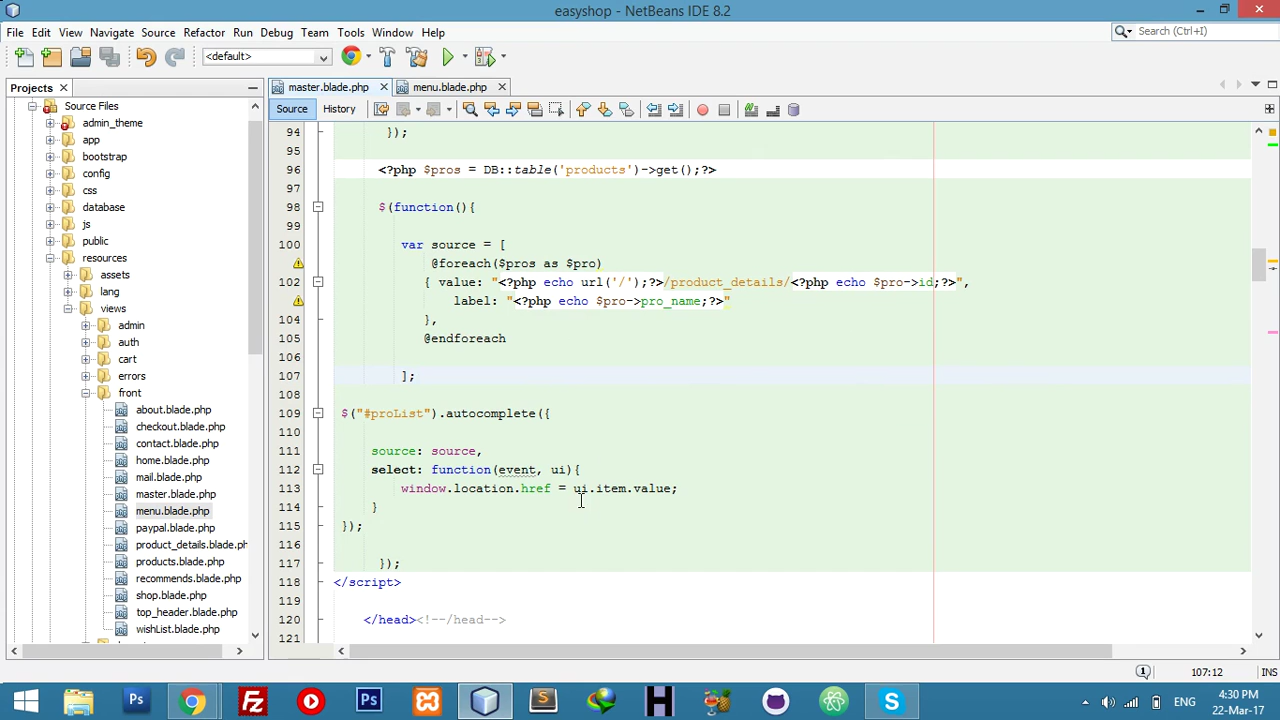 easyshop - NetBeans IDE 8.2
File Edit View Navigate Source Refactor Run Debug Team Tools Window Help
Search (Ctrl+I)
<default>
Projects
master.blade.php
menu.blade.php
Source History
Source Files
admin_theme
app
bootstrap
config
css
database
js
public
resources
assets
lang
views
admin
auth
cart
errors
front
about.blade.php
checkout.blade.php
contact.blade.php
home.blade.php
mail.blade.php
master.blade.php
menu.blade.php
paypal.blade.php
product_details.blade.ph
products.blade.php
recommends.blade.php
shop.blade.php
top_header.blade.php
wishList.blade.php
94 });
95
96 <?php $pros = DB::table('products')->get();?>
97
98 $(function(){
99
100 var source = [
@foreach($pros as $pro)
102 { value: "<?php echo url('/');?>/product_details/<?php echo $pro->id;?>",
label: "<?php echo $pro->pro_name;?>"
104 },
105 @endforeach
106
107 ];
108
109 $("#proList").autocomplete({
110
111 source: source,
112 select: function(event, ui){
113 window.location.href = ui.item.value;
114 }
115 });
116
117 });
118 </script>
119
120 </head><!--/head-->
121
107:12 INS
ENG
4:30 PM
22-Mar-17